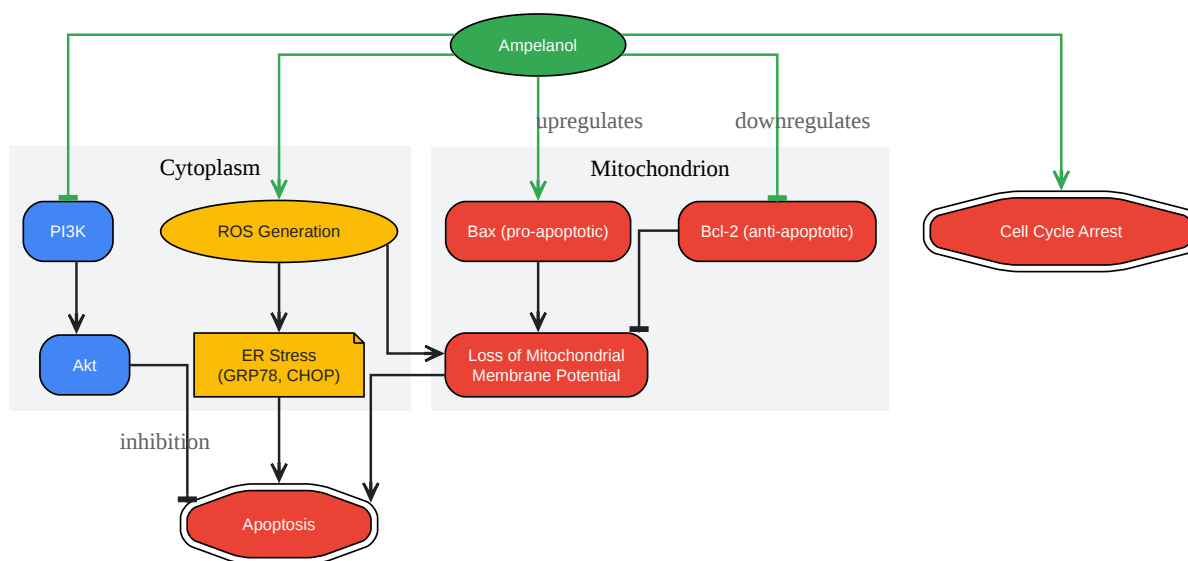 Ampelanol
upregulates
downregulates
Cytoplasm
Mitochondrion
PI3K
ROS Generation
Bax (pro-apoptotic)
Bcl-2 (anti-apoptotic)
Cell Cycle Arrest
Akt
ER Stress
(GRP78, CHOP)
Loss of Mitochondrial
Membrane Potential
inhibition
Apoptosis